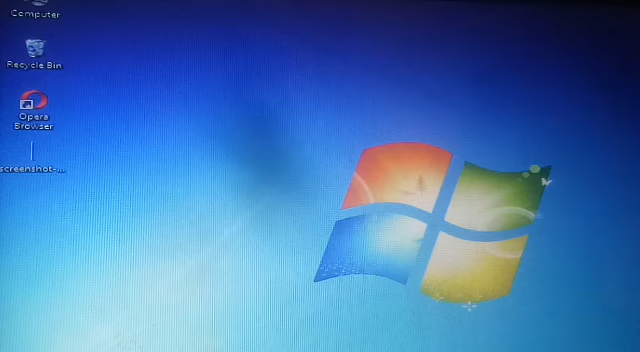 Computer
Recycle Bin
Opera
Browser
screenshot-...